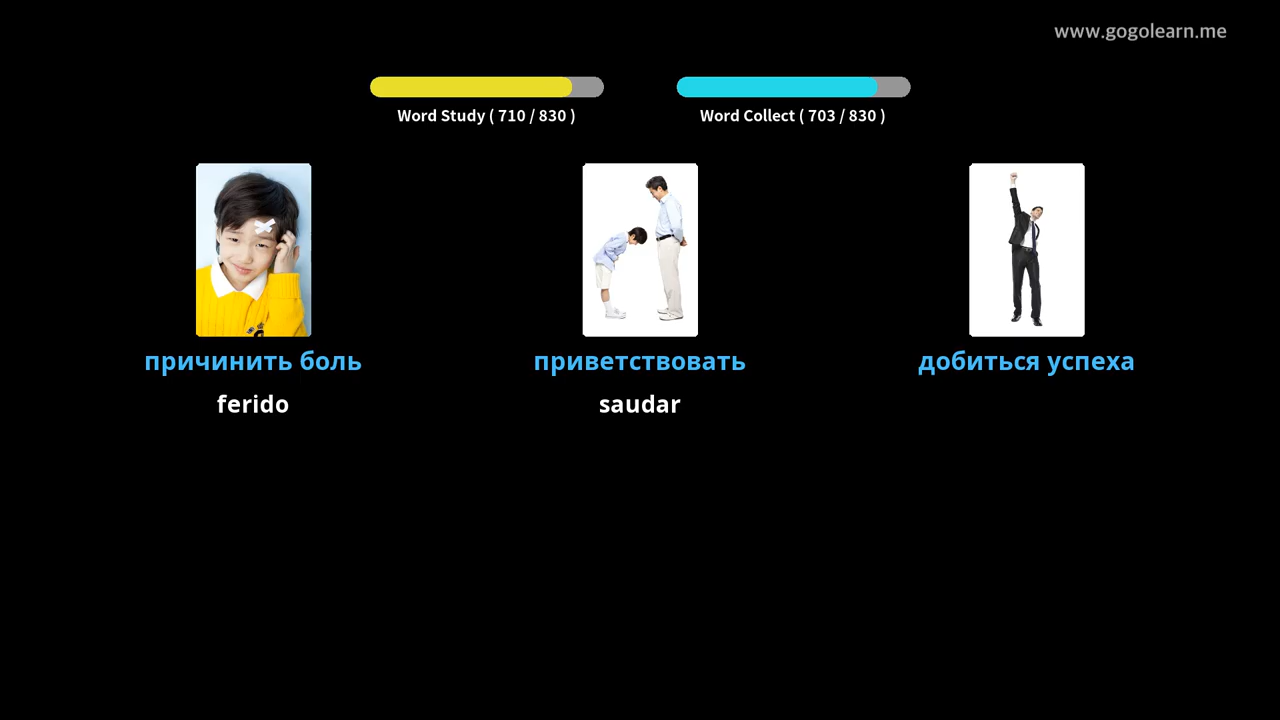 www.gogolearn.me
Word Study ( 710 / 830 )
Word Collect ( 703 / 830 )
причинить боль
приветствовать
добиться успеха
ferido
saudar